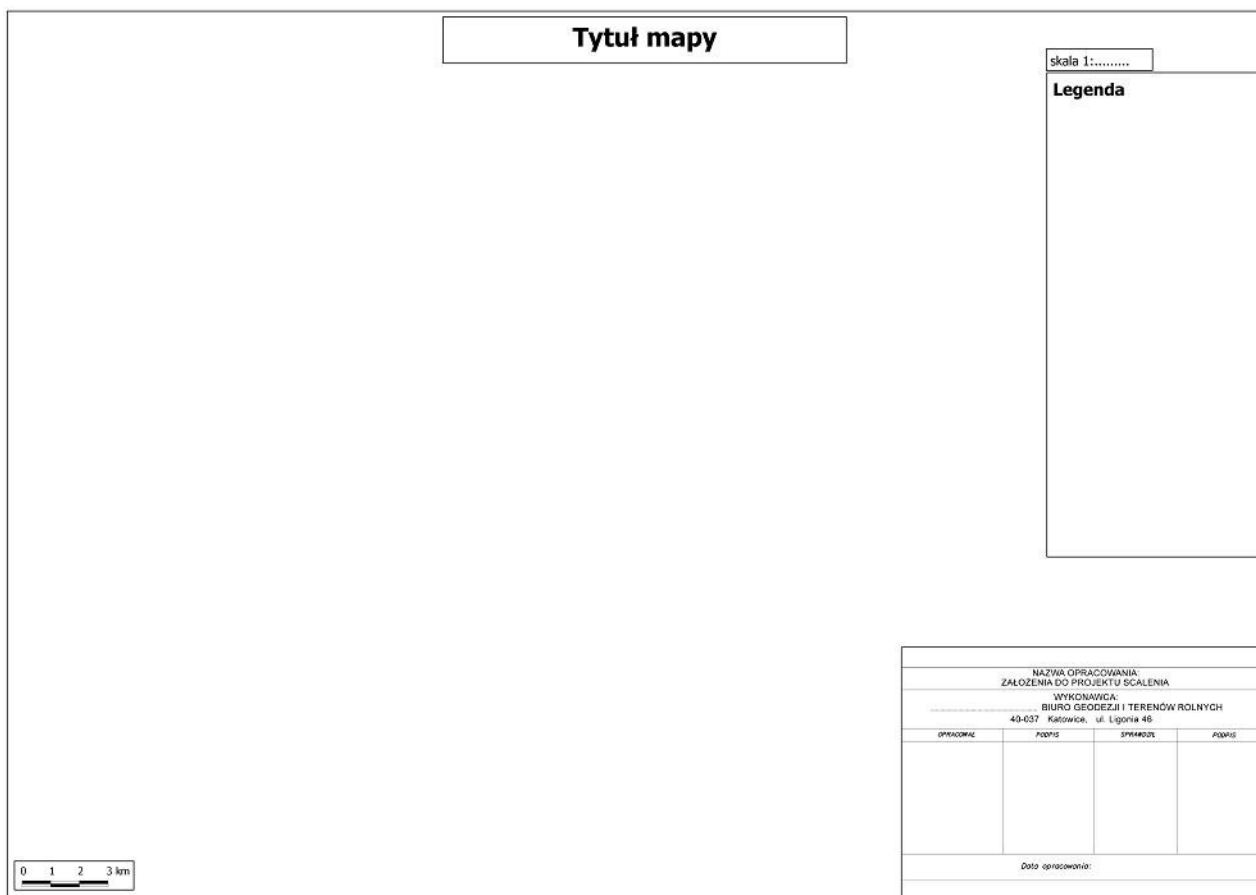 Tytuł mapy
skala 1:.........
Legenda
NAZWA OPRACOWANIA:
ZAŁOŻENIA DO PROJEKTU SCALENIA
WYKONAWCA:
.................................... BIURO GEODEZJI I TERENÓW ROLNYCH
40-037 Katowice, ul. Ligonia 46
OPRACOWAŁ PODPIS SPRAWDZIŁ PODPIS
Data opracowania:
0 1 2 3 km